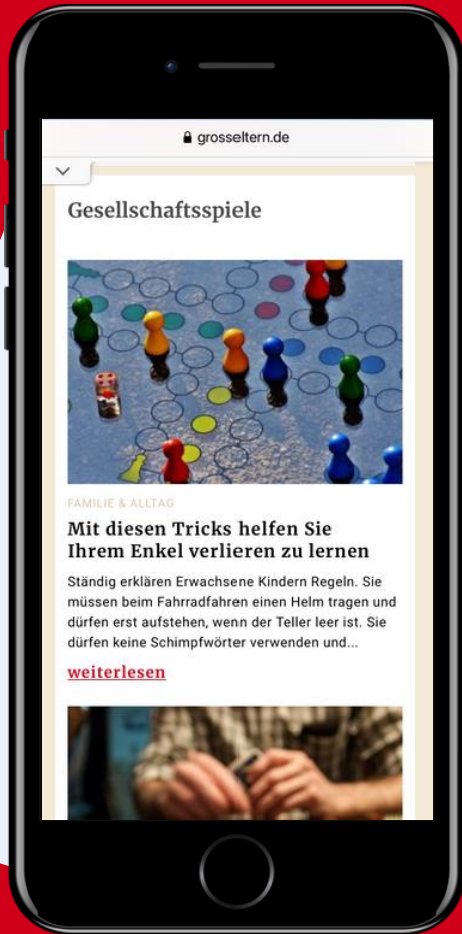 grosseltern.de
Gesellschaftsspiele
FAMILIE & ALLTAG
Mit diesen Tricks helfen Sie
Ihrem Enkel verlieren zu lernen
Ständig erklären Erwachsene Kindern Regeln. Sie
müssen beim Fahrradfahren einen Helm tragen und
dürfen erst aufstehen, wenn der Teller leer ist. Sie
dürfen keine Schimpfwörter verwenden und...
weiterlesen